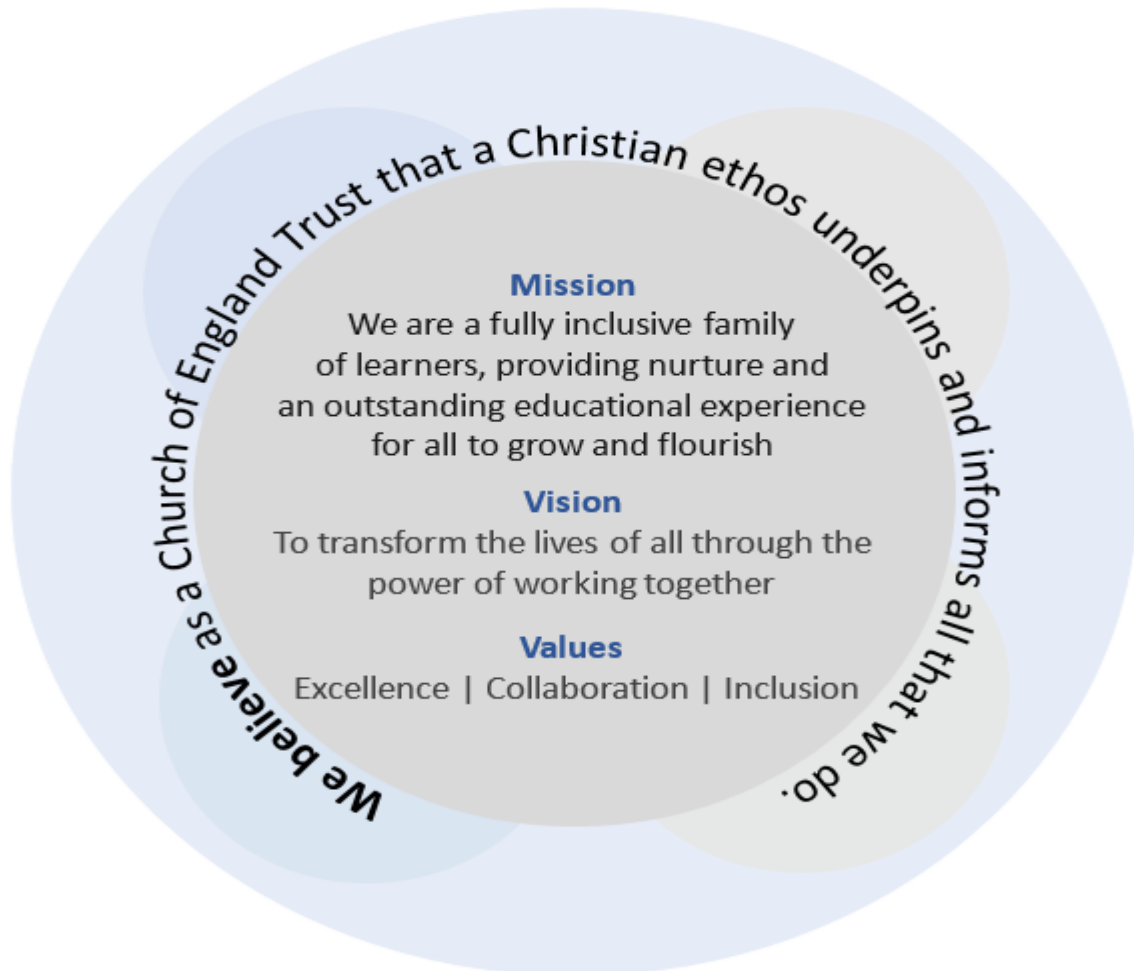 We believe as a Church of England Trust that a Christian ethos underpins and informs all that we do.
Mission
We are a fully inclusive family
of learners, providing nurture and
an outstanding educational experience
for all to grow and flourish
Vision
To transform the lives of all through the
power of working together
Values
Excellence | Collaboration | Inclusion